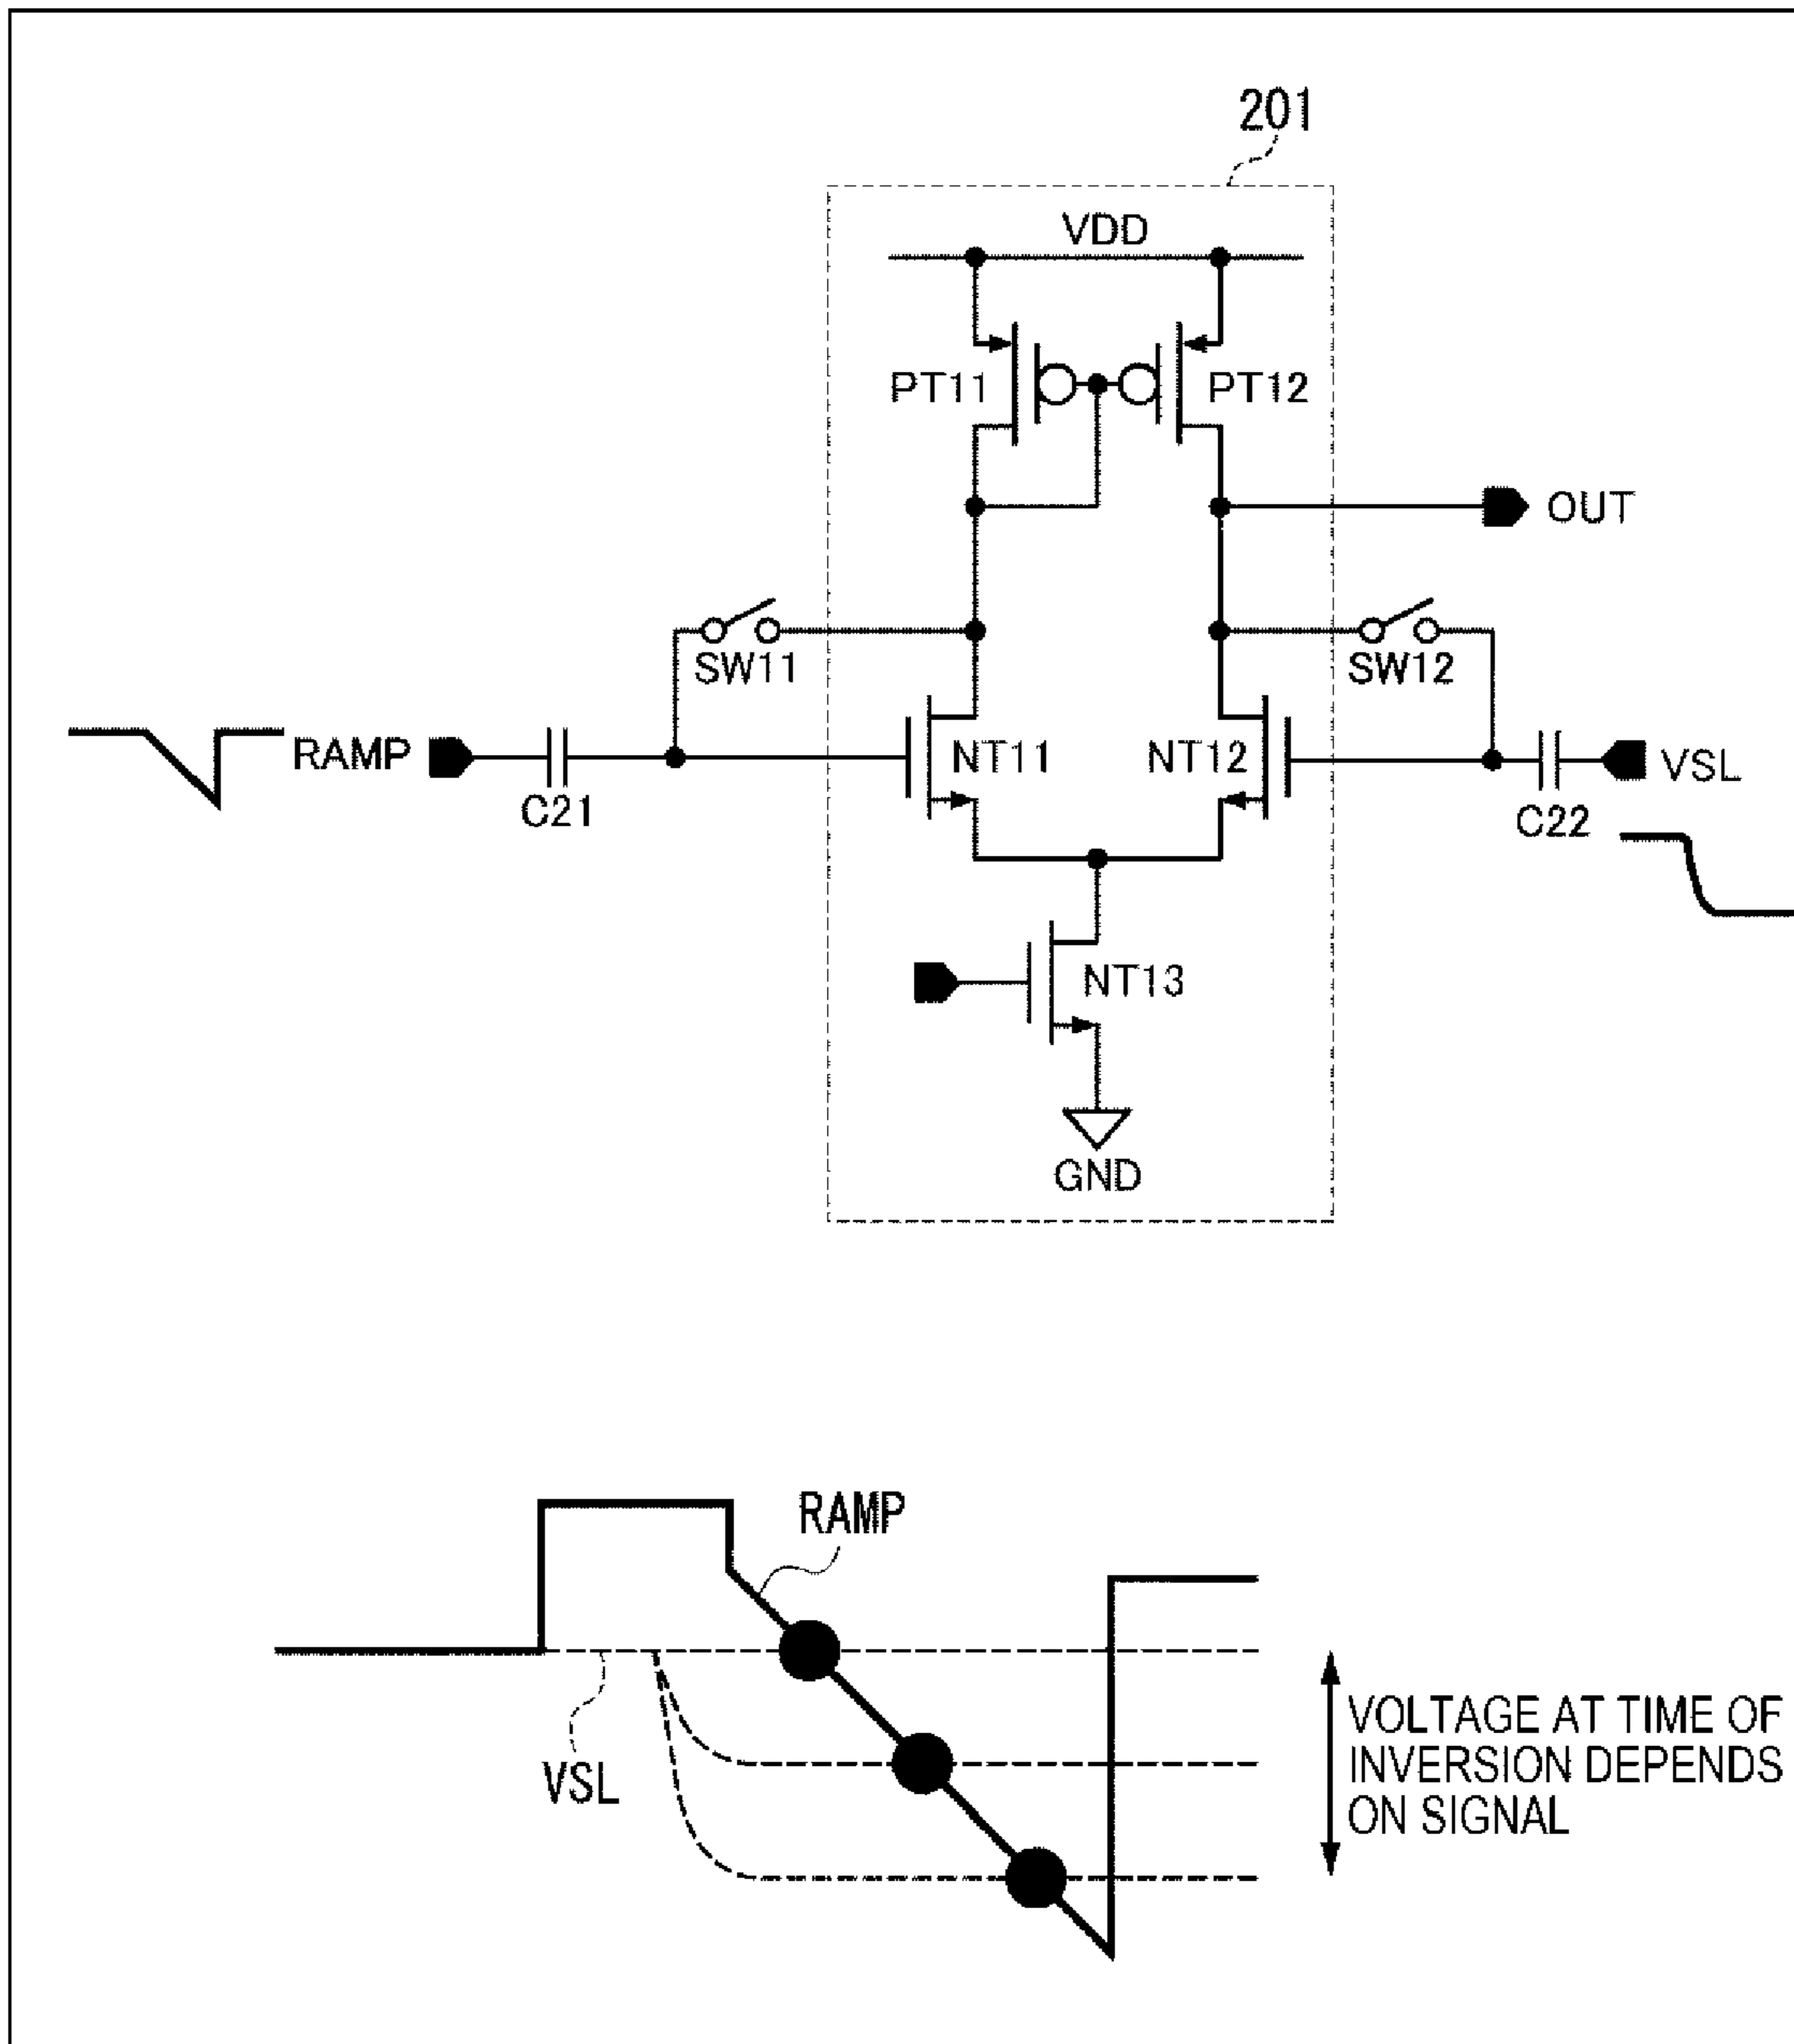 201
VDD
PT11
PT12
OUT
SW11
SW12
RAMP
NT11
NT12
VSL
C21
C22
NT13
GND
RAMP
VSL
VOLTAGE AT TIME OF
INVERSION DEPENDS
ON SIGNAL